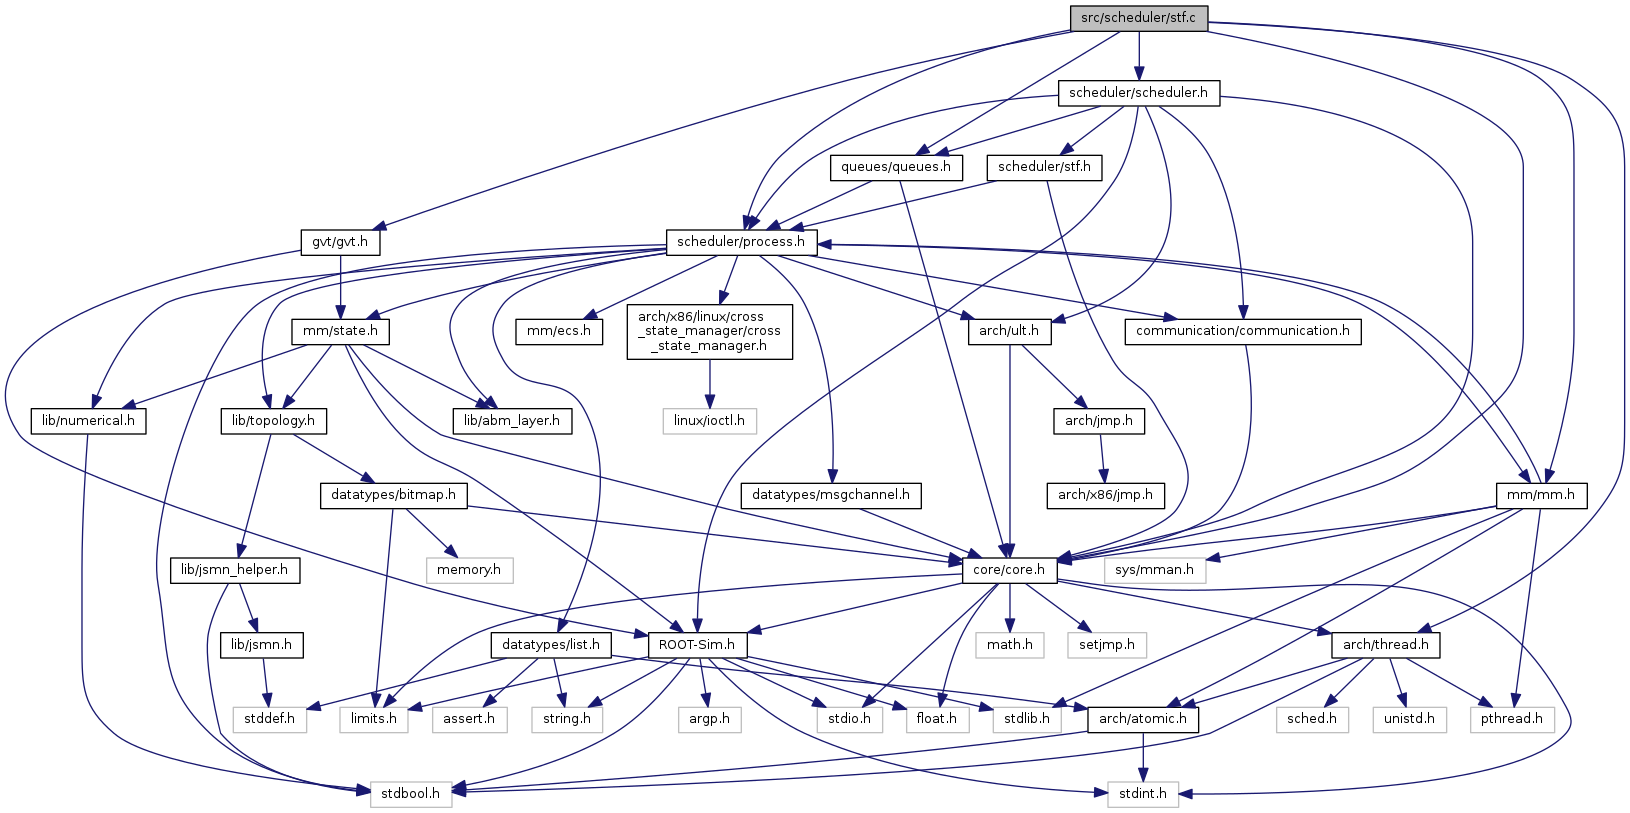 src/scheduler/stf.c
scheduler/scheduler.h
queues/queues.h
scheduler/stf.h
gvt/gvt.h
scheduler/process.h
mm/state.h
mm/ecs.h
arch/x86/linux/cross
_state_manager/cross
_state_manager.h
arch/ult.h
communication/communication.h
lib/numerical.h
lib/topology.h
lib/abm_layer.h
linux/ioctl.h
arch/jmp.h
datatypes/bitmap.h
datatypes/msgchannel.h
arch/x86/jmp.h
mm/mm.h
lib/jsmn_helper.h
memory.h
core/core.h
sys/mman.h
lib/jsmn.h
datatypes/list.h
ROOT-Sim.h
math.h
setjmp.h
arch/thread.h
stddef.h
limits.h
assert.h
string.h
argp.h
stdio.h
float.h
stdlib.h
arch/atomic.h
sched.h
unistd.h
pthread.h
stdbool.h
stdint.h